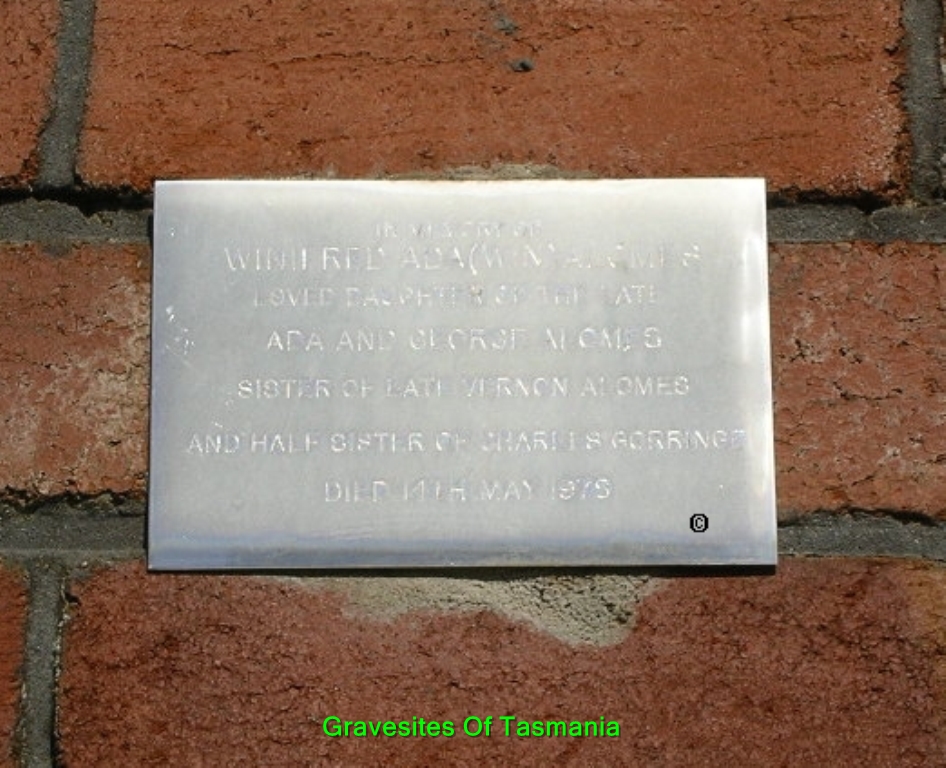 IN MEMORY OF
WINIFRED ADA (WIN) ALOMES
LOVED DAUGHTER OF THE LATE
ADA AND GEORGE ALOMES
SISTER OF LATE VERNON ALOMES
AND HALF SISTER OF CHARLES GORRINGE
DIED 14TH MAY
©
Gravesites Of Tasmania